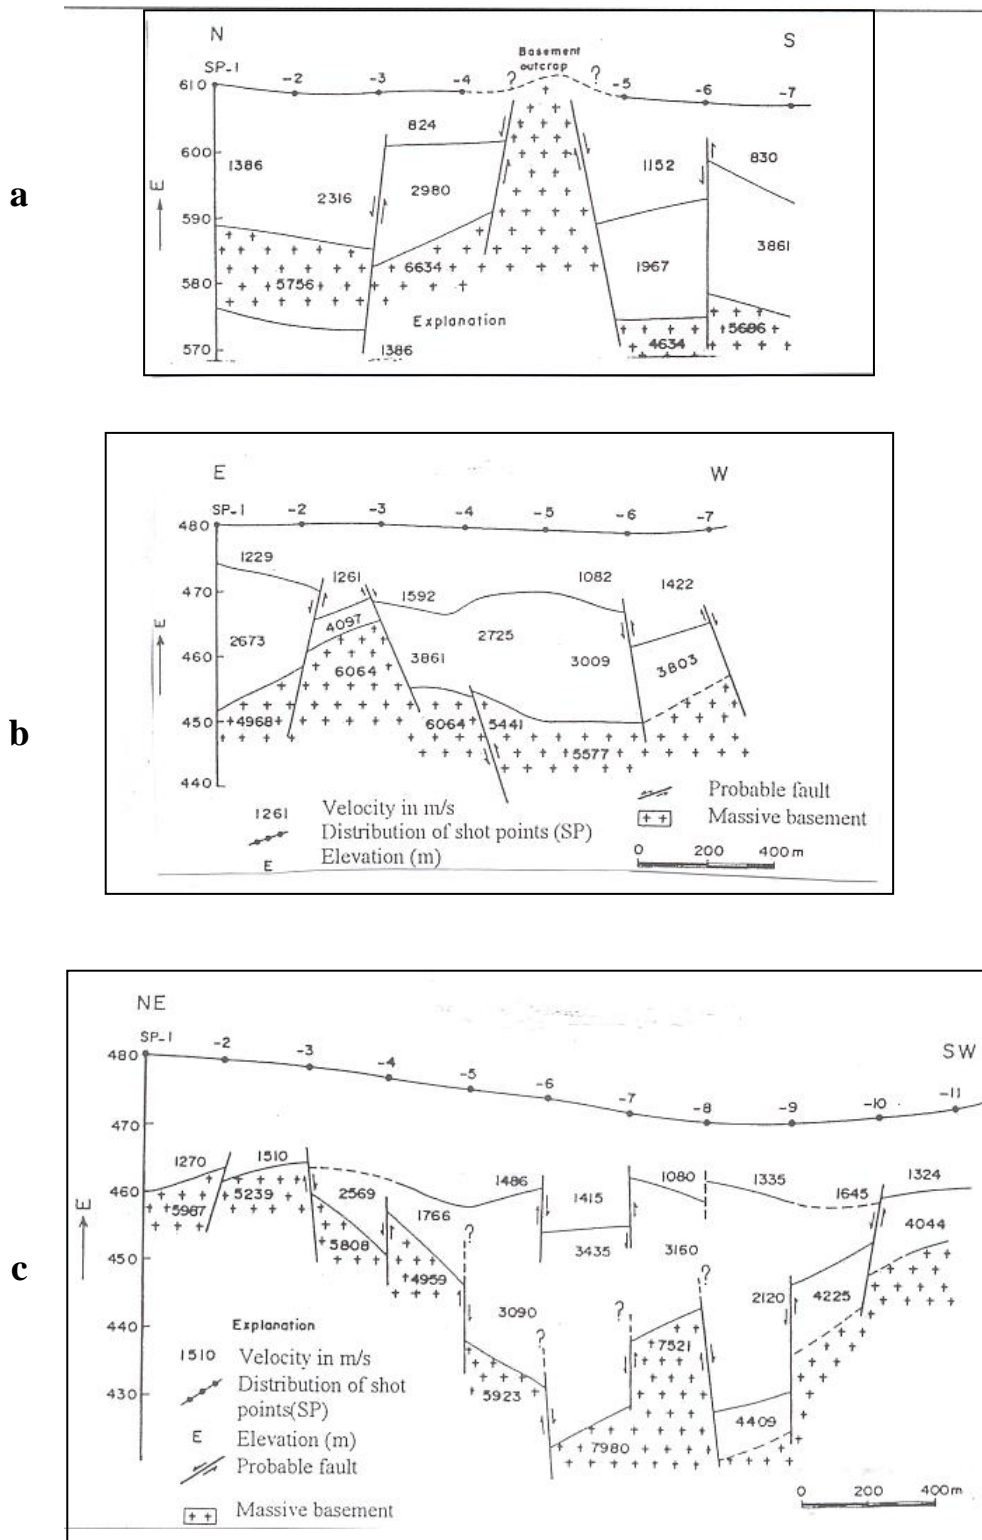 N S
Basement
outcrop
SP-1 -2 -3 -4 ? ? -5 -6 -7
610
824
600 1386 1152 830
2316 2980
a
E
590
3861
1967
6634
580 5756
Explanation
5686
4634
570 1386
E W
SP-1 -2 -3 -4 -5 -6 -7
480
1229
1261 1082 1422
470 1592
4097 2725
E
2673
460 3861 3009 3803
6064
b
450 4968 6064 5441
5577
440
Probable fault
1261 Velocity in m/s
Massive basement
Distribution of shot points (SP)
E Elevation (m)
0 200 400m
NE
SP-1 -2 -3 -4 -5 -6 -7 -8 -9 -10 -11
SW
480
470
1270 1510 1486 1080 1335 1324
460 2569 1415 1645
5987 5239 1766
E
? 4044
450 5808 3435 3160
c
4959 ?
2120 4225
440 3090 ? ?
Explanation
7521
1510 Velocity in m/s
430 5923
Distribution of shot
points(SP)
4409
E Elevation (m)
7980
Probable fault
Massive basement
0 200 400m